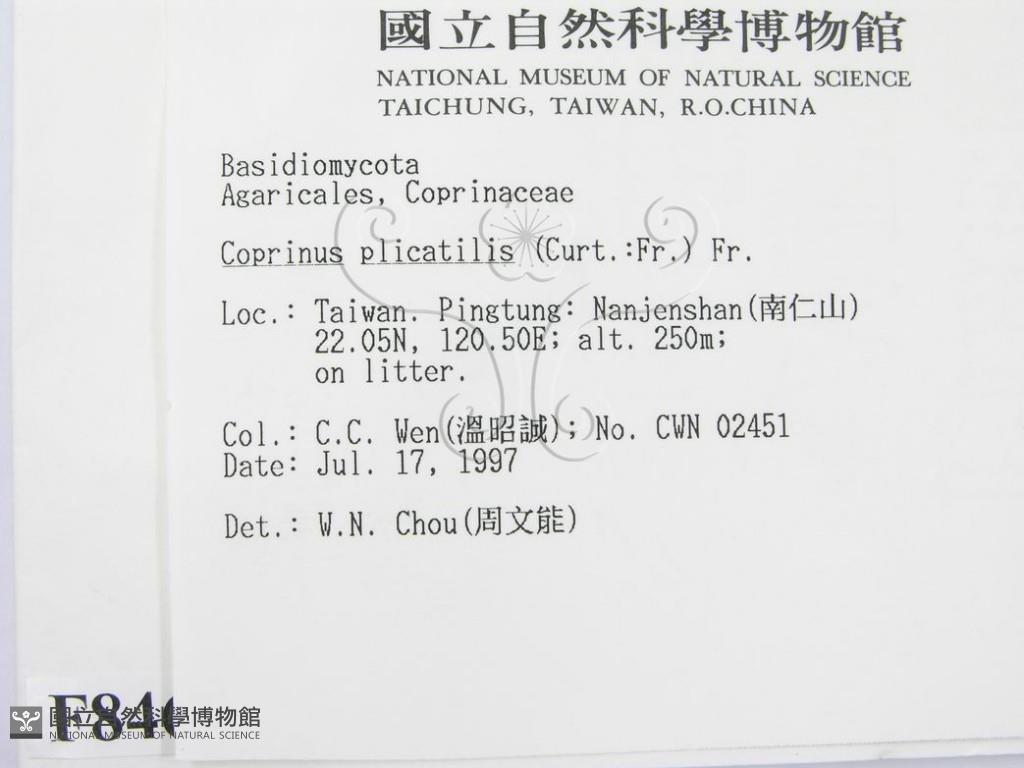 國立自然科學博物館
NATIONAL MUSEUM OF NATURAL SCIENCE
TAICHUNG, TAIWAN, R.O.CHINA
Basidiomycota
Agaricales, Coprinaceae
Coprinus plicatilis (Curt.:Fr.) Fr.
Loc.: Taiwan. Pingtung: Nanjenshan(南仁山)
22.05N, 120.50E; alt. 250m;
on litter.
Col.: C.C. Wen(溫昭誠); No. CWN 02451
Date: Jul. 17, 1997
Det.: W.N. Chou(周文能)
國立自然科學博物館
NATIONAL MUSEUM OF NATURAL SCIENCE